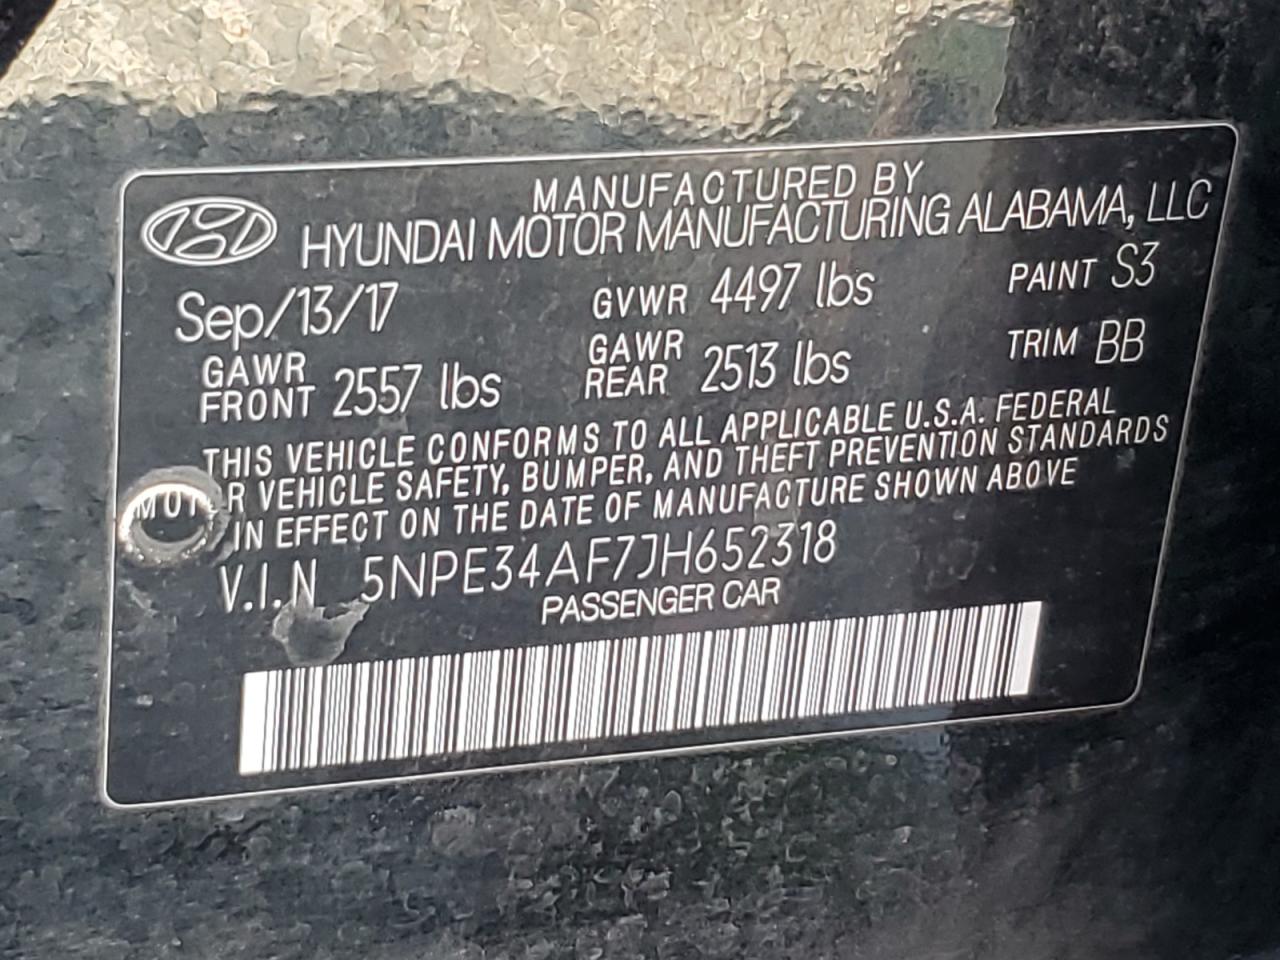 MANUFACTURED BY
HYUNDAI MOTOR MANUFACTURING ALABAMA, LLC
Sep/13/17 GVWR 4497 lbs PAINT S3
GAWR FRONT 2557 lbs GAWR REAR 2513 lbs TRIM BB
THIS VEHICLE CONFORMS TO ALL APPLICABLE U.S.A. FEDERAL
MOTOR VEHICLE SAFETY, BUMPER, AND THEFT PREVENTION STANDARDS
IN EFFECT ON THE DATE OF MANUFACTURE SHOWN ABOVE
V.I.N 5NPE34AF7JH652318
PASSENGER CAR